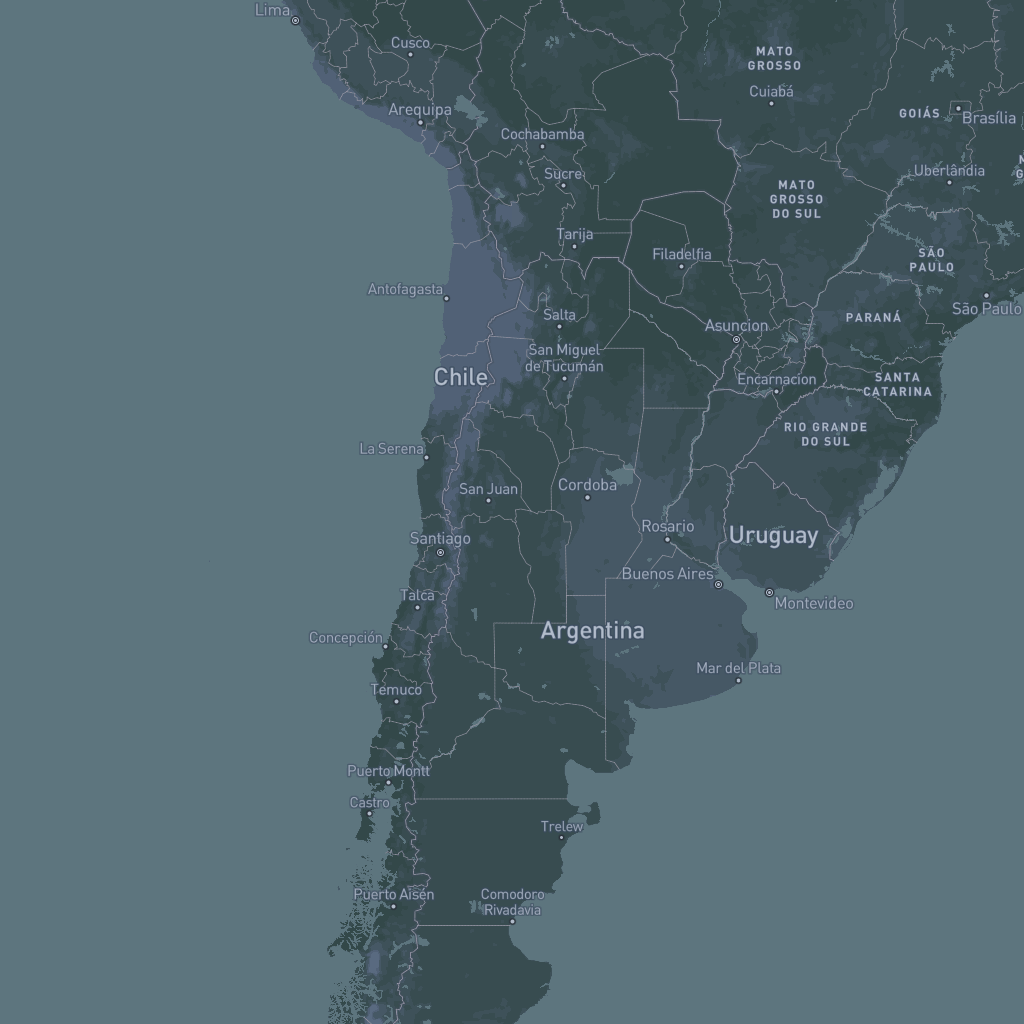 Lima
Cusco
MATO
GROSSO
Cuiabá
Arequipa
GOIÁS
Brasília
Cochabamba
Sucre
Uberlândia
MATO
GROSSO
DO SUL
Tarija
Filadelfia
SÃO
PAULO
Antofagasta
Salta
São Paulo
PARANÁ
Asuncion
San Miguel
de Tucumán
Chile
Encarnacion
SANTA
CATARINA
RIO GRANDE
DO SUL
La Serena
San Juan
Cordoba
Rosario
Uruguay
Santiago
Buenos Aires
Talca
Montevideo
Concepción
Argentina
Mar del Plata
Temuco
Puerto Montt
Castro
Trelew
Puerto Aisén
Comodoro
Rivadavia